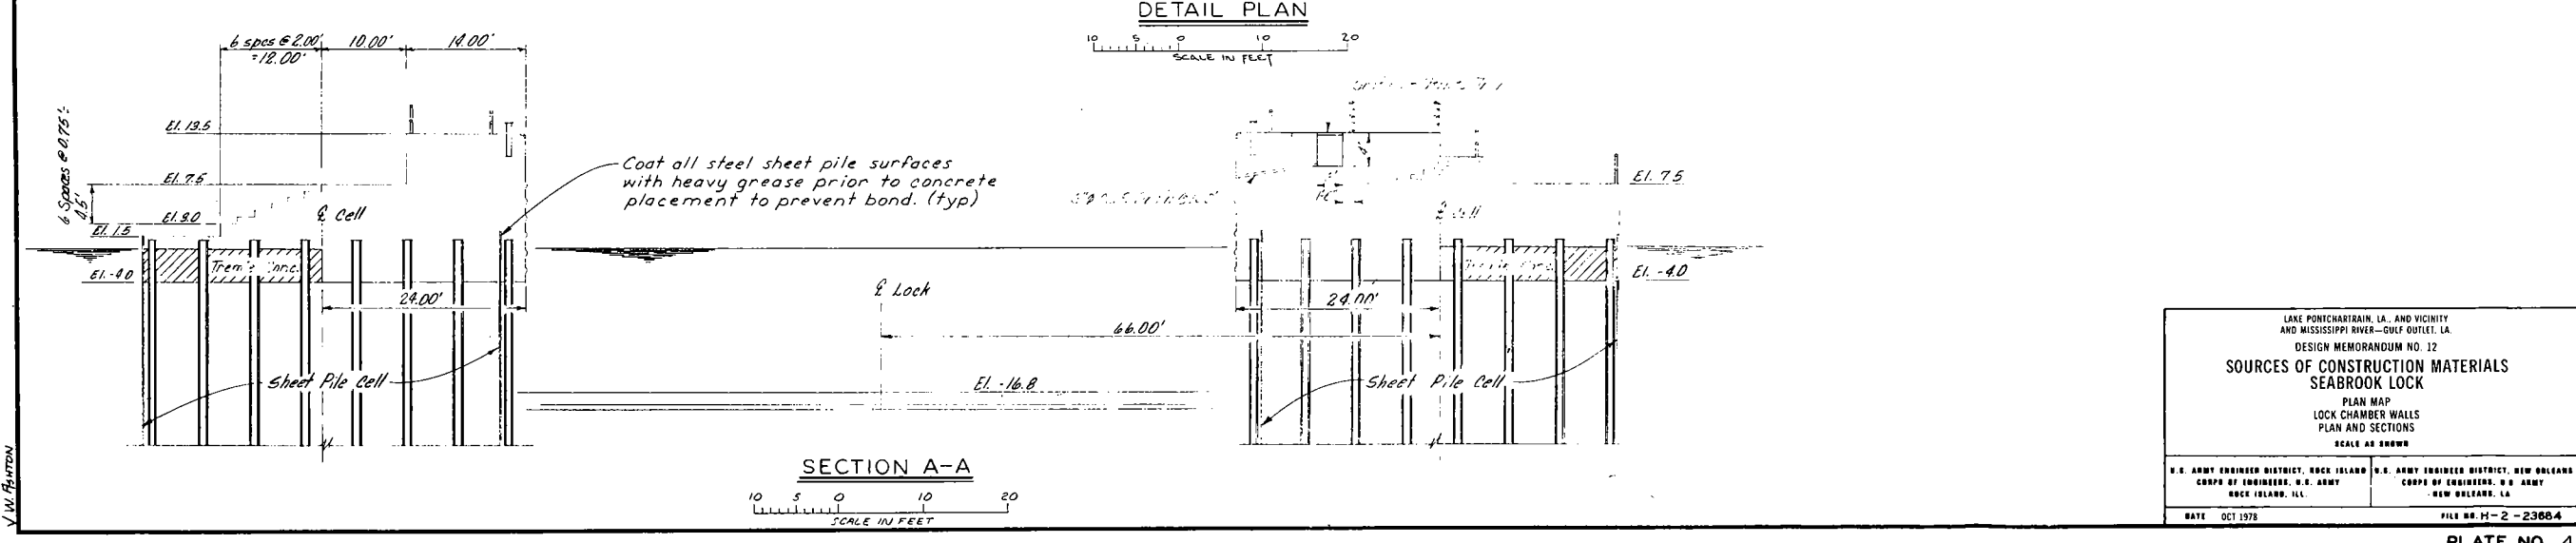 DETAIL PLAN
10 5 0 10 20
SCALE IN FEET
6 spcs @ 2.00'
=12.00'
10.00'
14.00'
6 Spaces @ 0.75'=
4.5'
El. 13.5
El. 7.5
El. 3.0
El. 1.5
El. -4.0
℄ Cell
Coat all steel sheet pile surfaces
with heavy grease prior to concrete
placement to prevent bond. (typ)
24.00'
Sheet Pile Cell
℄ Lock
66.00'
El. -16.8
El. 7.5
℄ Cell
El. -4.0
24.00'
Sheet Pile Cell
SECTION A-A
10 5 0 10 20
SCALE IN FEET
V.W. ASHTON
LAKE PONTCHARTRAIN, LA., AND VICINITY
AND MISSISSIPPI RIVER—GULF OUTLET, LA.
DESIGN MEMORANDUM NO. 12
SOURCES OF CONSTRUCTION MATERIALS
SEABROOK LOCK
PLAN MAP
LOCK CHAMBER WALLS
PLAN AND SECTIONS
SCALE AS SHOWN
U.S. ARMY ENGINEER DISTRICT, ROCK ISLAND
CORPS OF ENGINEERS, U.S. ARMY
ROCK ISLAND, ILL.
U.S. ARMY ENGINEER DISTRICT, NEW ORLEANS
CORPS OF ENGINEERS, U.S. ARMY
NEW ORLEANS, LA
DATE OCT 1978
FILE NO. H-2-23684
PLATE NO. 4